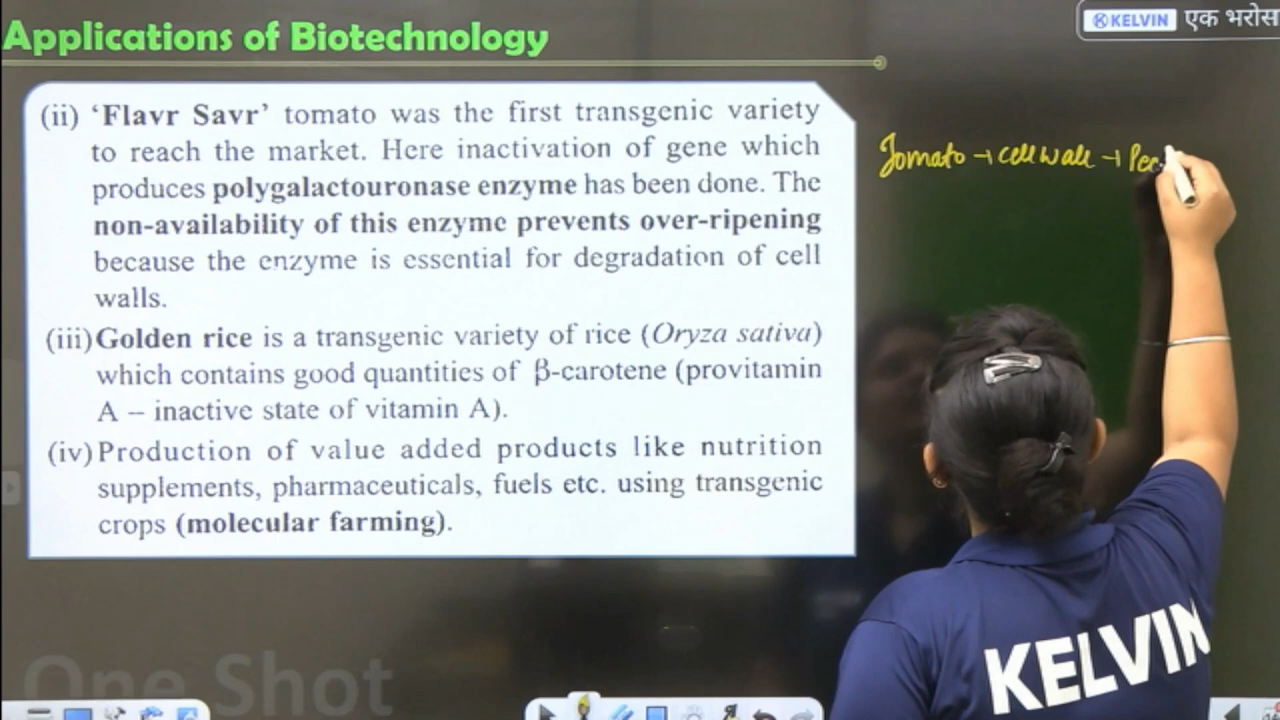 Applications of Biotechnology
KELVIN एक भरोस
(ii) ‘Flavr Savr’ tomato was the first transgenic variety
to reach the market. Here inactivation of gene which
produces polygalactouronase enzyme has been done. The
non-availability of this enzyme prevents over-ripening
because the enzyme is essential for degradation of cell
walls.
(iii) Golden rice is a transgenic variety of rice (Oryza sativa)
which contains good quantities of β-carotene (provitamin
A – inactive state of vitamin A).
(iv) Production of value added products like nutrition
supplements, pharmaceuticals, fuels etc. using transgenic
crops (molecular farming).
Tomato → cell wall → Pec
KELVIN
One Shot